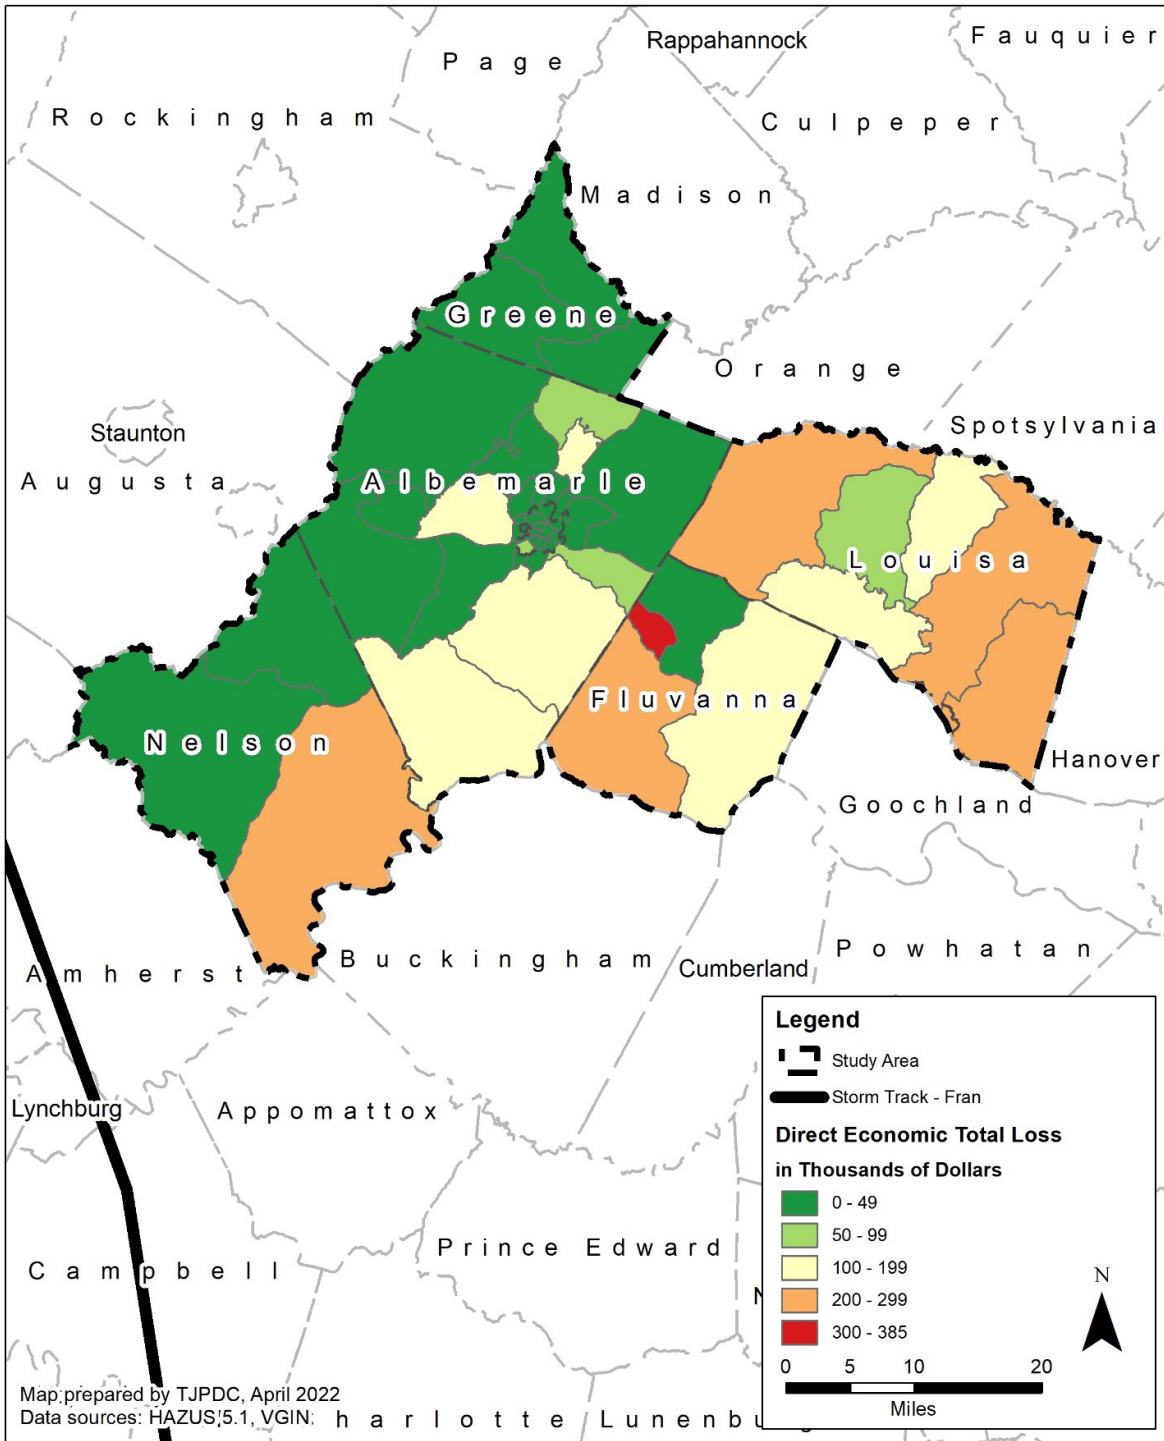 Rappahannock
Fauquier
Page
Rockingham
Culpeper
Madison
Greene
Orange
Spotsylvania
Staunton
Augusta
Albemarle
Louisa
Fluvanna
Nelson
Hanover
Goochland
Powhatan
Buckingham
Cumberland
Amherst
Lynchburg
Appomattox
Prince Edward
Campbell
N
harlotte
Lunenbu
Legend
Study Area
Storm Track - Fran
Direct Economic Total Loss
in Thousands of Dollars
0 - 49
50 - 99
100 - 199
200 - 299
300 - 385
N
0 5 10 20
Miles
Map prepared by TJPDC, April 2022
Data sources: HAZUS 5.1, VGIN